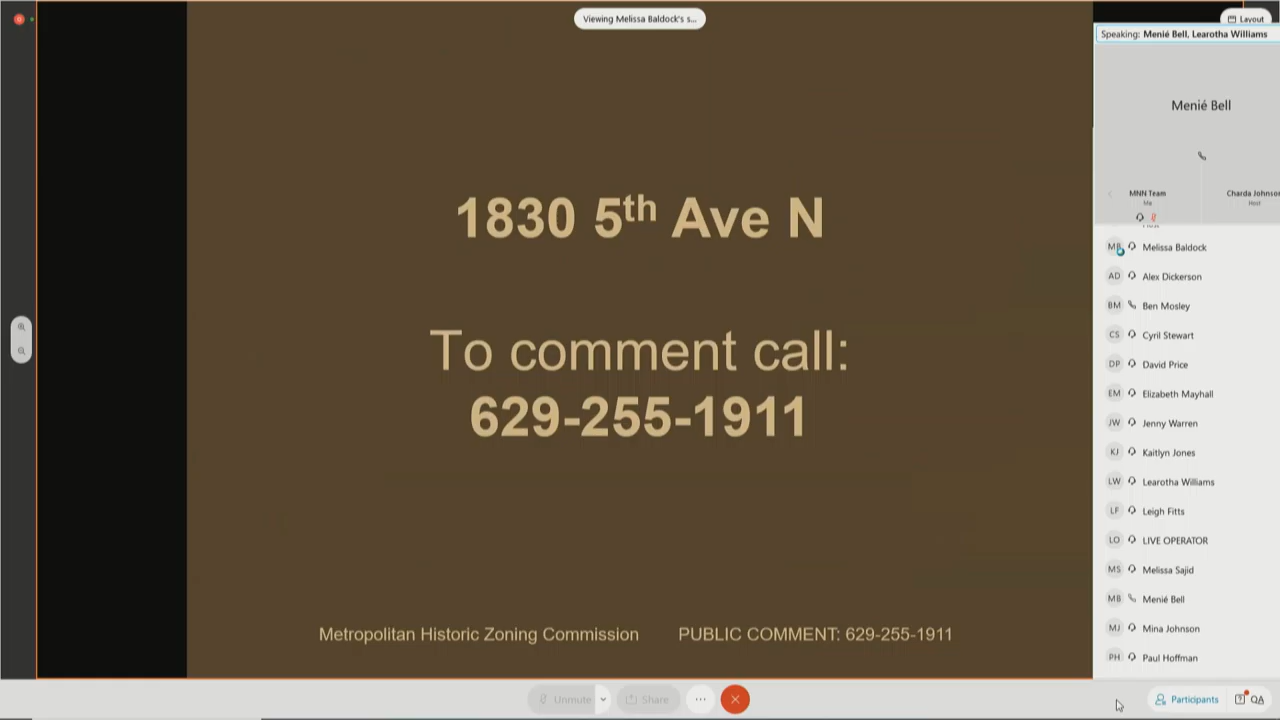 Viewing Melissa Baldock's s...
Layout
Speaking: Menié Bell, Learotha Williams
Menié Bell
MNN Team
Me
Charda Johnson
Host
1830 5th Ave N
To comment call:
629-255-1911
Metropolitan Historic Zoning Commission PUBLIC COMMENT: 629-255-1911
MB Melissa Baldock
AD Alex Dickerson
BM Ben Mosley
CS Cyril Stewart
DP David Price
EM Elizabeth Mayhall
JW Jenny Warren
KJ Kaitlyn Jones
LW Learotha Williams
LF Leigh Fitts
LO LIVE OPERATOR
MS Melissa Sajid
MB Menié Bell
MJ Mina Johnson
PH Paul Hoffman
Unmute Share ... Participants Q&A